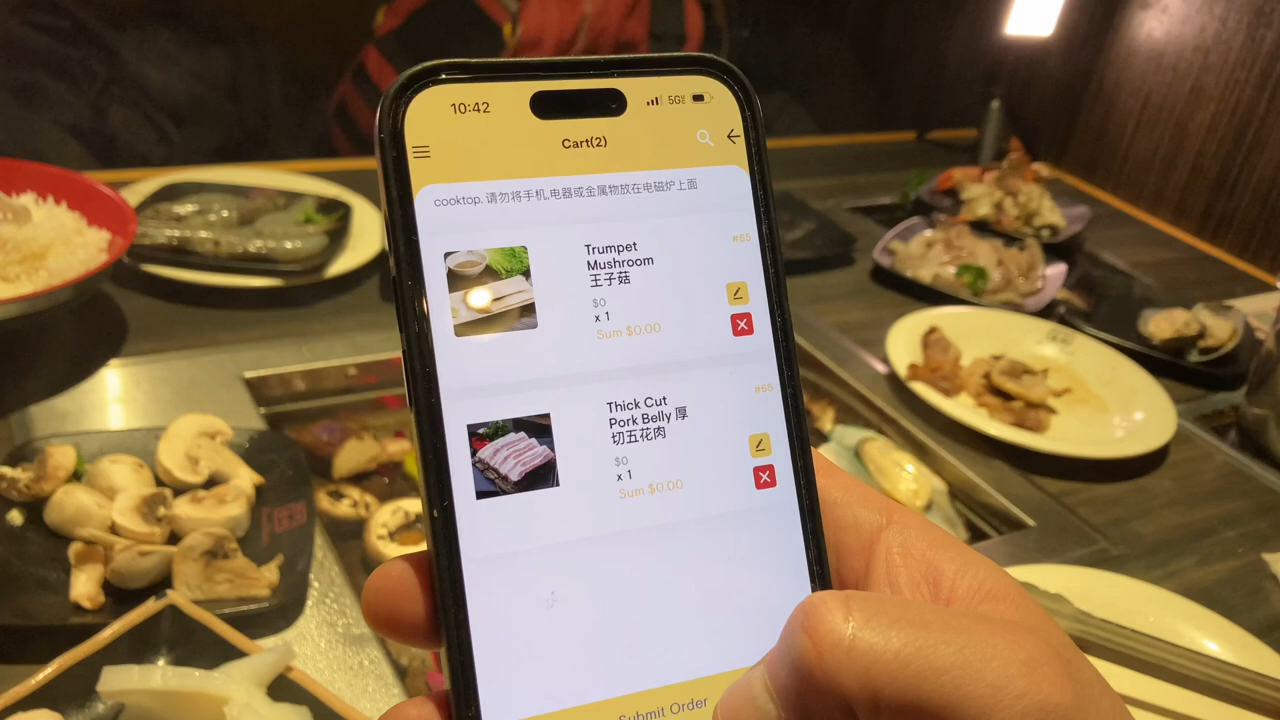 10:42
5G
Cart(2)
cooktop. 请勿将手机,电器或金属物放在电磁炉上面
Trumpet
Mushroom
王子菇
#65
$0
x 1
Sum $0.00
Thick Cut
Pork Belly 厚
切五花肉
#65
$0
x 1
Sum $0.00
Submit Order